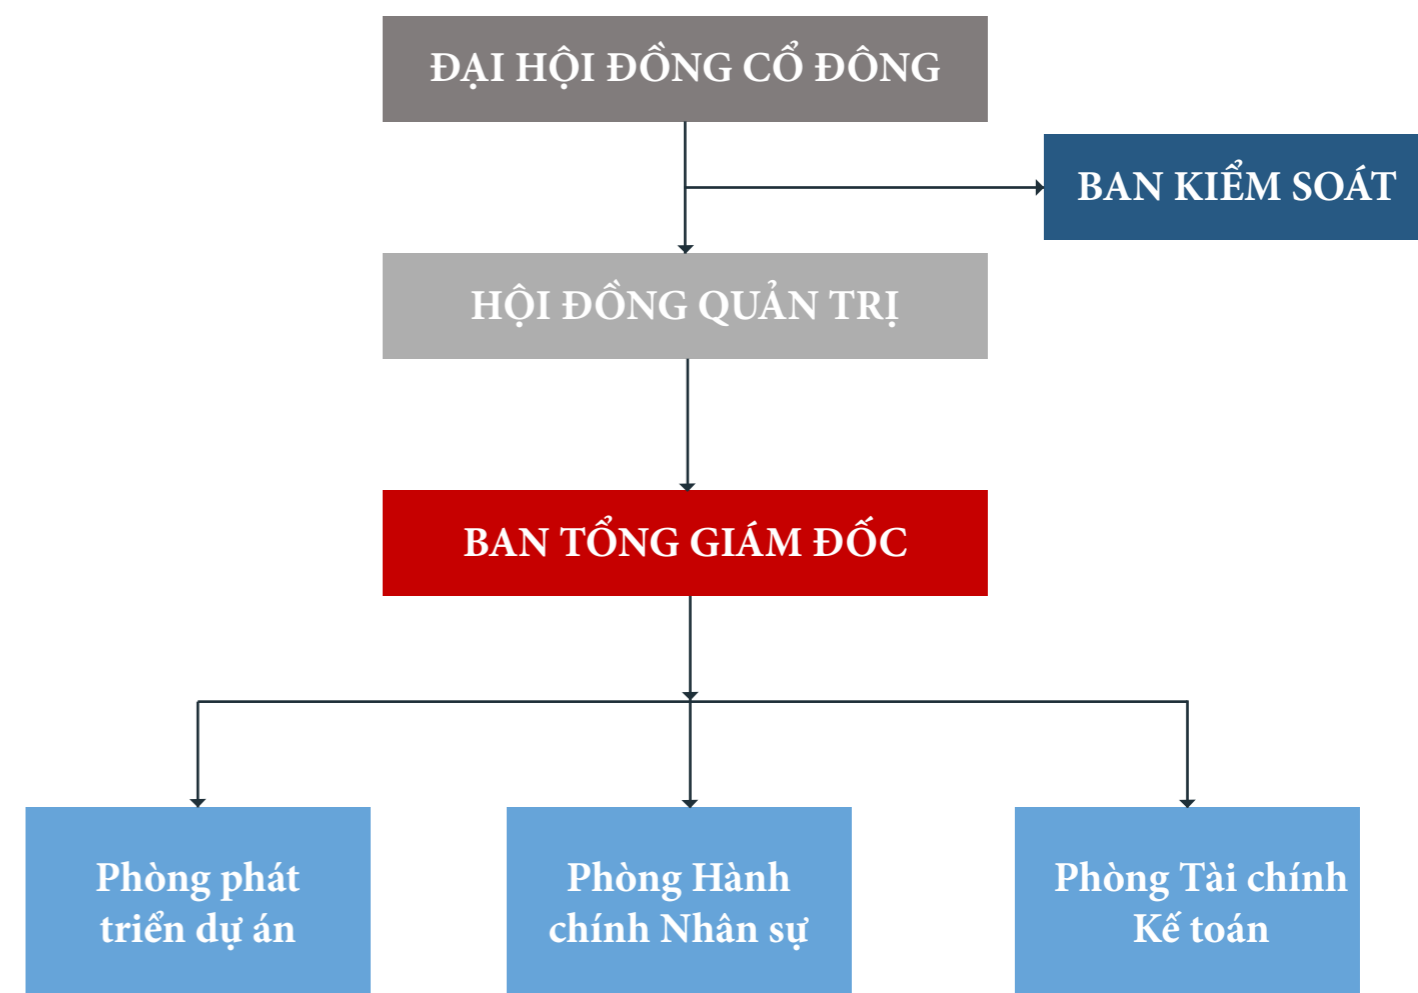 ĐẠI HỘI ĐỒNG CỔ ĐÔNG
BAN KIỂM SOÁT
HỘI ĐỒNG QUẢN TRỊ
BAN TỔNG GIÁM ĐỐC
Phòng phát
triển dự án
Phòng Hành
chính Nhân sự
Phòng Tài chính
Kế toán